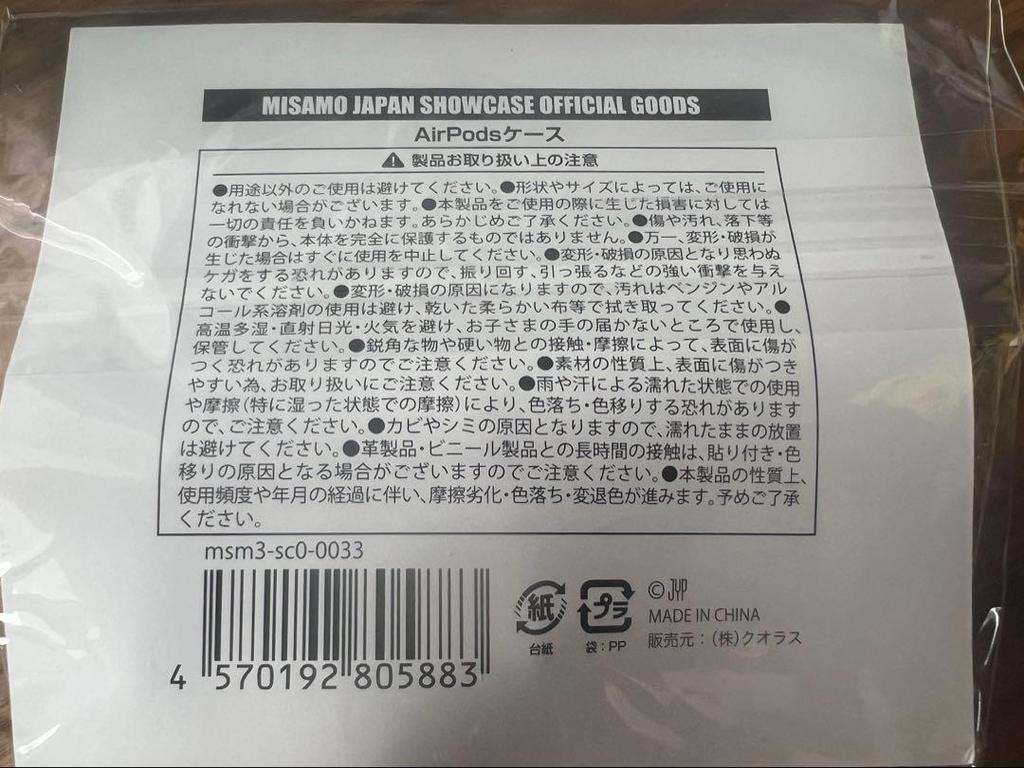 MISAMO JAPAN SHOWCASE OFFICIAL GOODS
AirPodsケース
製品お取り扱い上の注意
●用途以外のご使用は避けてください。●形状やサイズによっては、ご使用に
なれない場合がございます。●本製品をご使用の際に生じた損害に対しては
一切の責任を負いかねます。あらかじめご了承ください。●傷や汚れ、落下等
の衝撃から、本体を完全に保護するものではありません。●万一、変形・破損が
生じた場合はすぐに使用を中止してください。●変形・破損の原因となり思わぬ
ケガをする恐れがありますので、振り回す、引っ張るなどの強い衝撃を与え
ないでください。●変形・破損の原因になりますので、汚れはベンジンやアル
コール系溶剤の使用は避け、乾いた柔らかい布等で拭き取ってください。●
高温多湿・直射日光・火気を避け、お子さまの手の届かないところで使用し、
保管してください。●鋭角な物や硬い物との接触・摩擦によって、表面に傷が
つく恐れがありますのでご注意ください。●素材の性質上、表面に傷がつき
やすい為、お取り扱いにご注意ください。●雨や汗による濡れた状態での使用
や摩擦(特に湿った状態での摩擦)により、色落ち・色移りする恐れがあります
ので、ご注意ください。●カビやシミの原因となりますので、濡れたままの放置
は避けてください。●革製品・ビニール製品との長時間の接触は、貼り付き・色
移りの原因となる場合がございますのでご注意ください。●本製品の性質上、
使用頻度や年月の経過に伴い、摩擦劣化・色落ち・変退色が進みます。予めご了承
ください。
msm3-sc0-0033
4 570192 805883
紙
台紙
プラ
袋:PP
© JYP
MADE IN CHINA
販売元:(株)クオラス